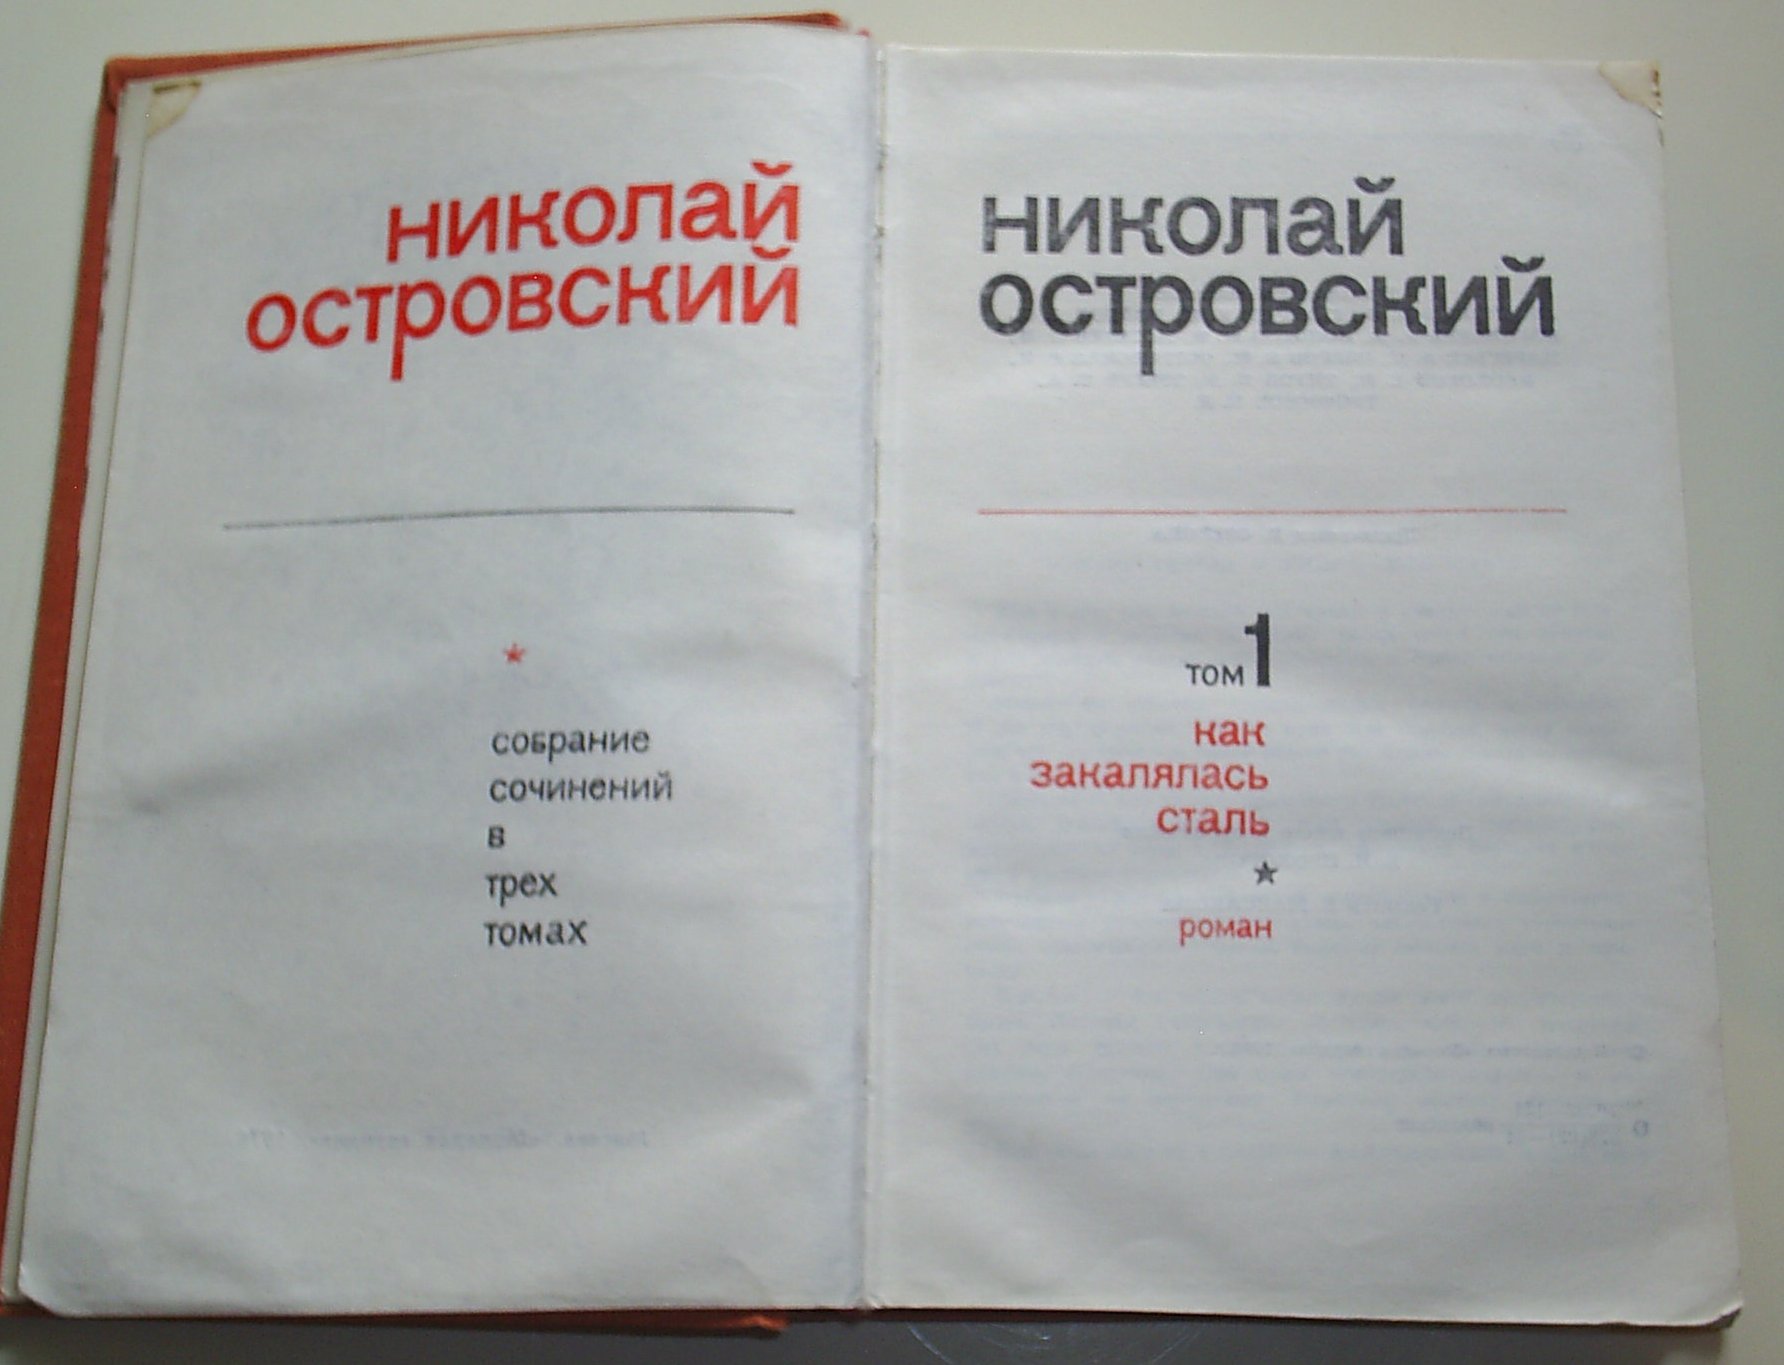 николай
островский
*
собрание
сочинений
в
трех
томах
николай
островский
том 1
как
закалялась
сталь
*
роман